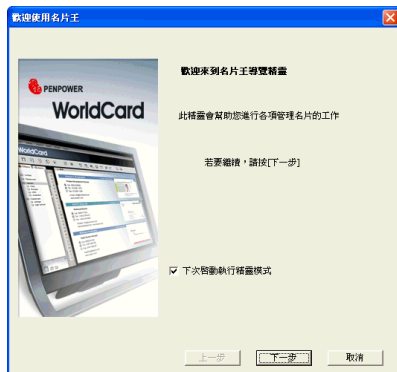 歡迎使用名片王
PENPOWER
WorldCard
WorldCard
歡迎來到名片王導覽精靈
此精靈會幫助您進行各項管理名片的工作
若要繼續，請按[下一步]
下次啟動執行精靈模式
上一步
下一步
取消